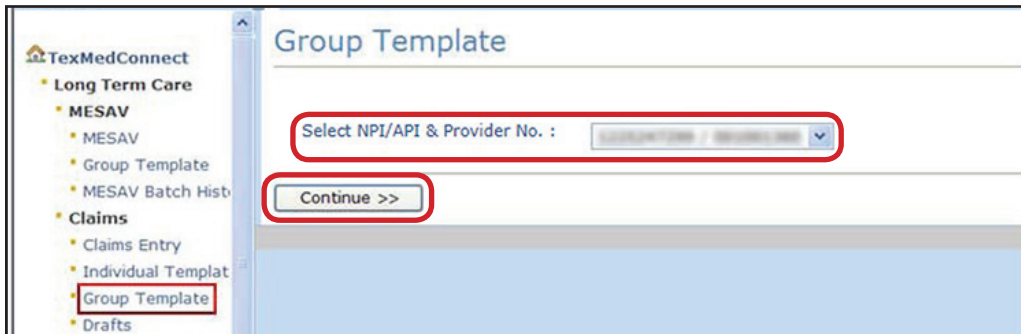 TexMedConnect
Long Term Care
MESAV
MESAV
Group Template
MESAV Batch Hist
Claims
Claims Entry
Individual Templat
Group Template
Drafts
Group Template
Select NPI/API & Provider No. :
Continue >>